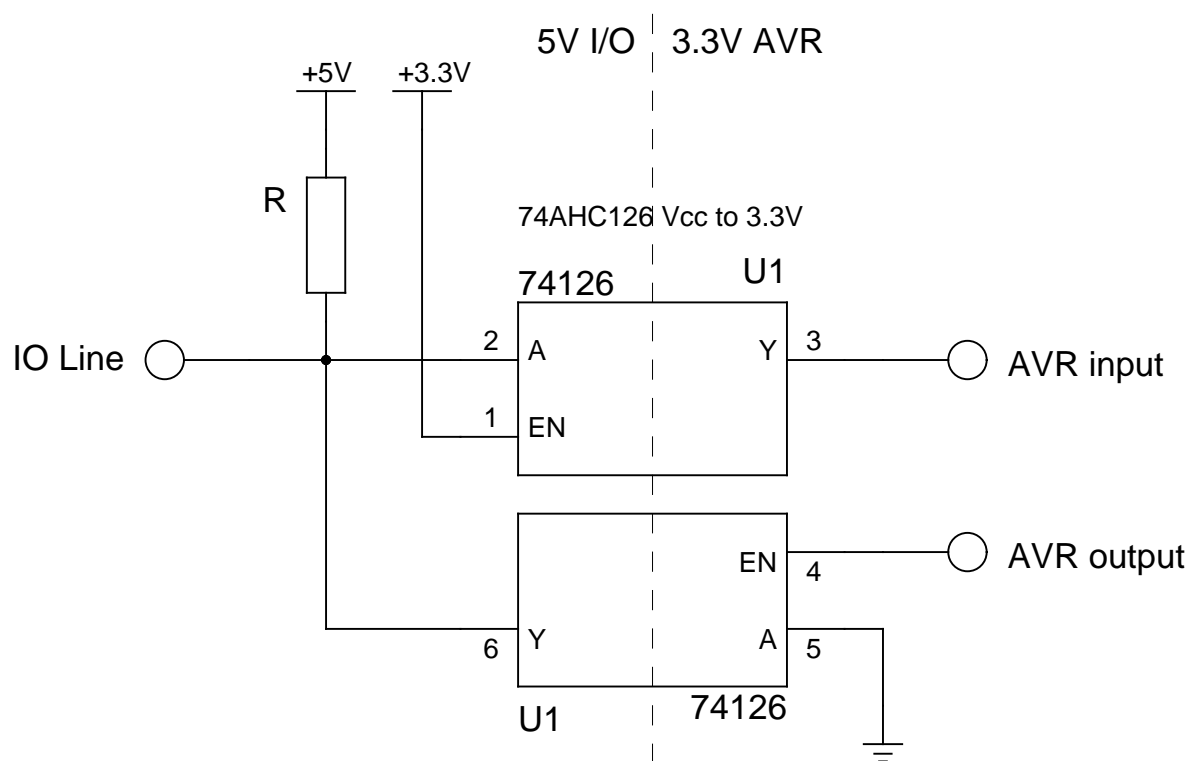 5V I/O 3.3V AVR
+5V +3.3V
R
74AHC126 Vcc to 3.3V
74126 U1
IO Line 2 A Y 3 AVR input
1 EN
EN 4 AVR output
6 Y A 5
U1 74126